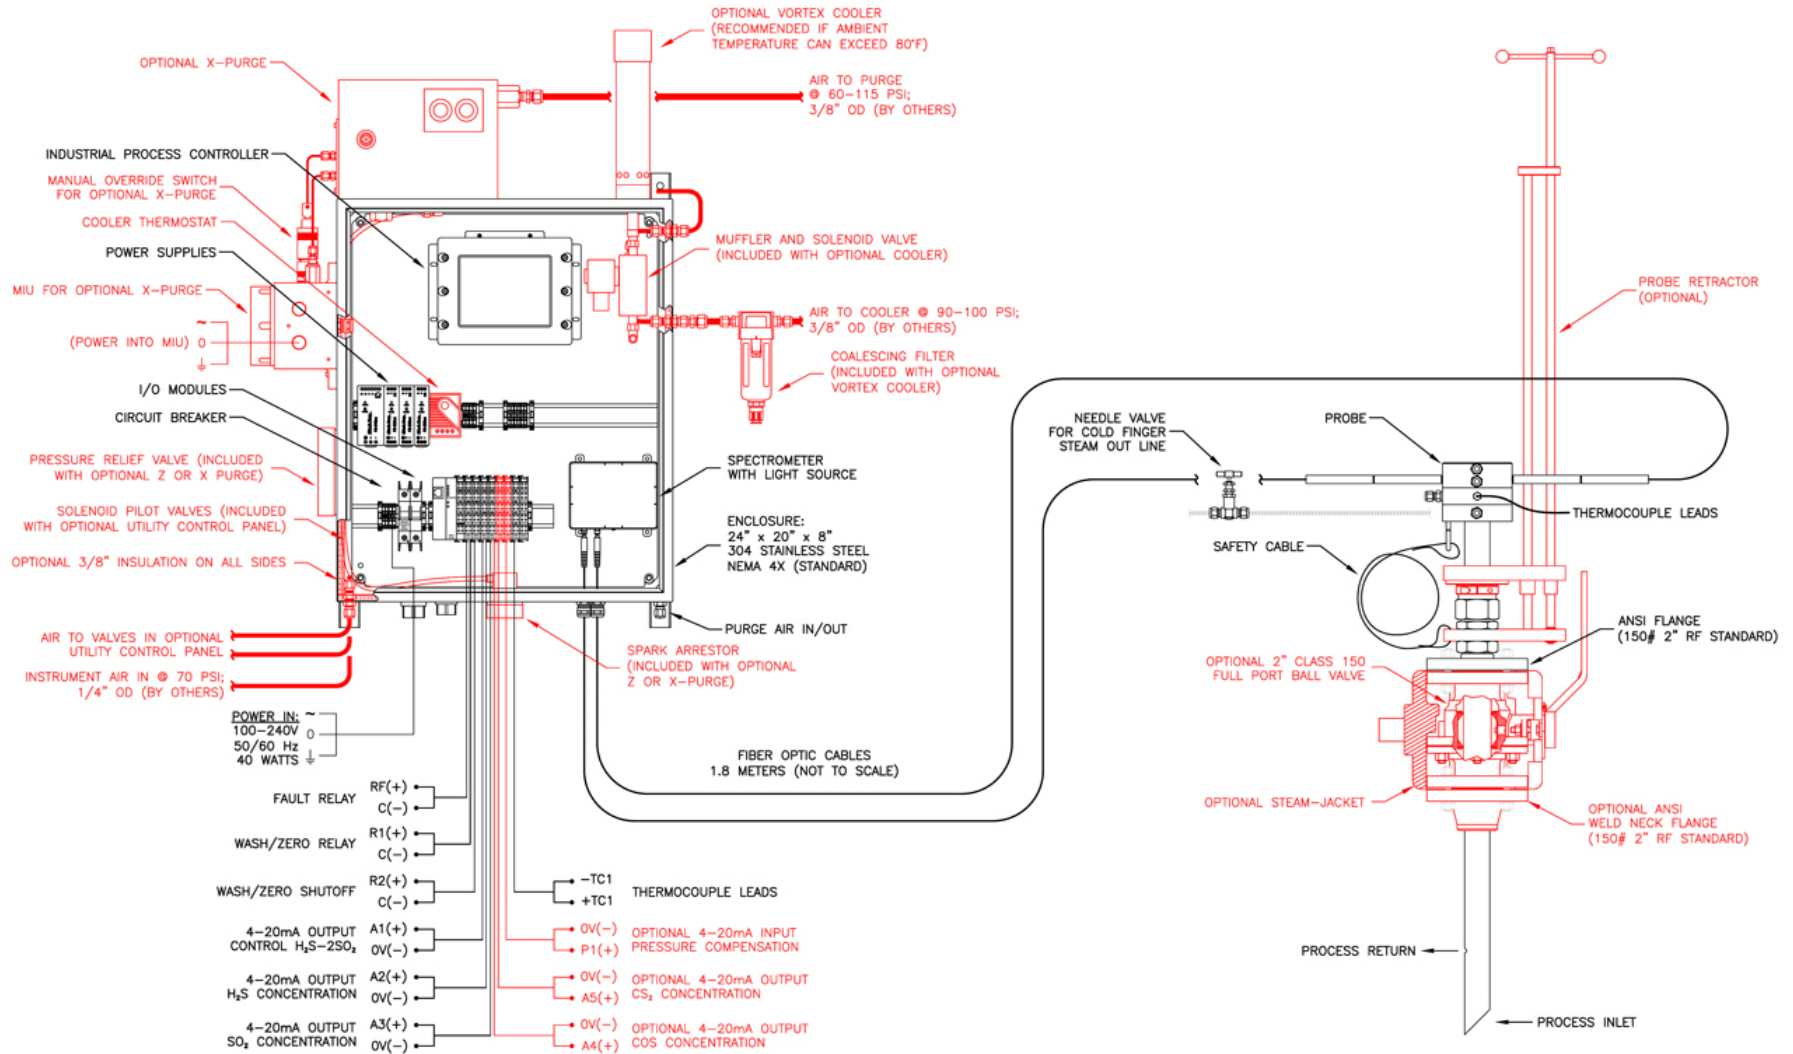 OPTIONAL VORTEX COOLER
(RECOMMENDED IF AMBIENT
TEMPERATURE CAN EXCEED 80°F)
OPTIONAL X-PURGE
AIR TO PURGE
@ 60-115 PSI;
3/8" OD (BY OTHERS)
INDUSTRIAL PROCESS CONTROLLER
MANUAL OVERRIDE SWITCH
FOR OPTIONAL X-PURGE
COOLER THERMOSTAT
POWER SUPPLIES
MIU FOR OPTIONAL X-PURGE
~
(POWER INTO MIU) 0
I/O MODULES
CIRCUIT BREAKER
PRESSURE RELIEF VALVE (INCLUDED
WITH OPTIONAL Z OR X PURGE)
SOLENOID PILOT VALVES (INCLUDED
WITH OPTIONAL UTILITY CONTROL PANEL)
OPTIONAL 3/8" INSULATION ON ALL SIDES
AIR TO VALVES IN OPTIONAL
UTILITY CONTROL PANEL
INSTRUMENT AIR IN @ 70 PSI;
1/4" OD (BY OTHERS)
MUFFLER AND SOLENOID VALVE
(INCLUDED WITH OPTIONAL COOLER)
AIR TO COOLER @ 90-100 PSI;
3/8" OD (BY OTHERS)
COALESCING FILTER
(INCLUDED WITH OPTIONAL
VORTEX COOLER)
SPECTROMETER
WITH LIGHT SOURCE
ENCLOSURE:
24" x 20" x 8"
304 STAINLESS STEEL
NEMA 4X (STANDARD)
PURGE AIR IN/OUT
SPARK ARRESTOR
(INCLUDED WITH OPTIONAL
Z OR X-PURGE)
POWER IN: ~
100-240V 0
50/60 Hz
40 WATTS
FIBER OPTIC CABLES
1.8 METERS (NOT TO SCALE)
FAULT RELAY RF(+)
C(-)
WASH/ZERO RELAY R1(+)
C(-)
WASH/ZERO SHUTOFF R2(+)
C(-)
4-20mA OUTPUT A1(+)
CONTROL H₂S-2SO₂ 0V(-)
4-20mA OUTPUT A2(+)
H₂S CONCENTRATION 0V(-)
4-20mA OUTPUT A3(+)
SO₂ CONCENTRATION 0V(-)
-TC1
+TC1 THERMOCOUPLE LEADS
0V(-) OPTIONAL 4-20mA INPUT
P1(+) PRESSURE COMPENSATION
0V(-) OPTIONAL 4-20mA OUTPUT
A5(+) CS₂ CONCENTRATION
0V(-) OPTIONAL 4-20mA OUTPUT
A4(+) COS CONCENTRATION
PROBE RETRACTOR
(OPTIONAL)
NEEDLE VALVE
FOR COLD FINGER
STEAM OUT LINE
PROBE
THERMOCOUPLE LEADS
SAFETY CABLE
ANSI FLANGE
(150# 2" RF STANDARD)
OPTIONAL 2" CLASS 150
FULL PORT BALL VALVE
OPTIONAL STEAM-JACKET
OPTIONAL ANSI
WELD NECK FLANGE
(150# 2" RF STANDARD)
PROCESS RETURN
PROCESS INLET